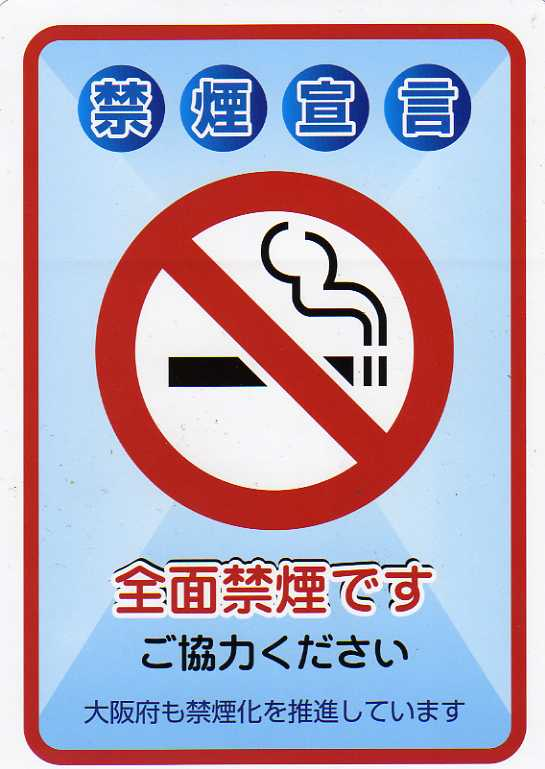 禁煙宣言
全面禁煙です
ご協力ください
大阪府も禁煙化を推進しています